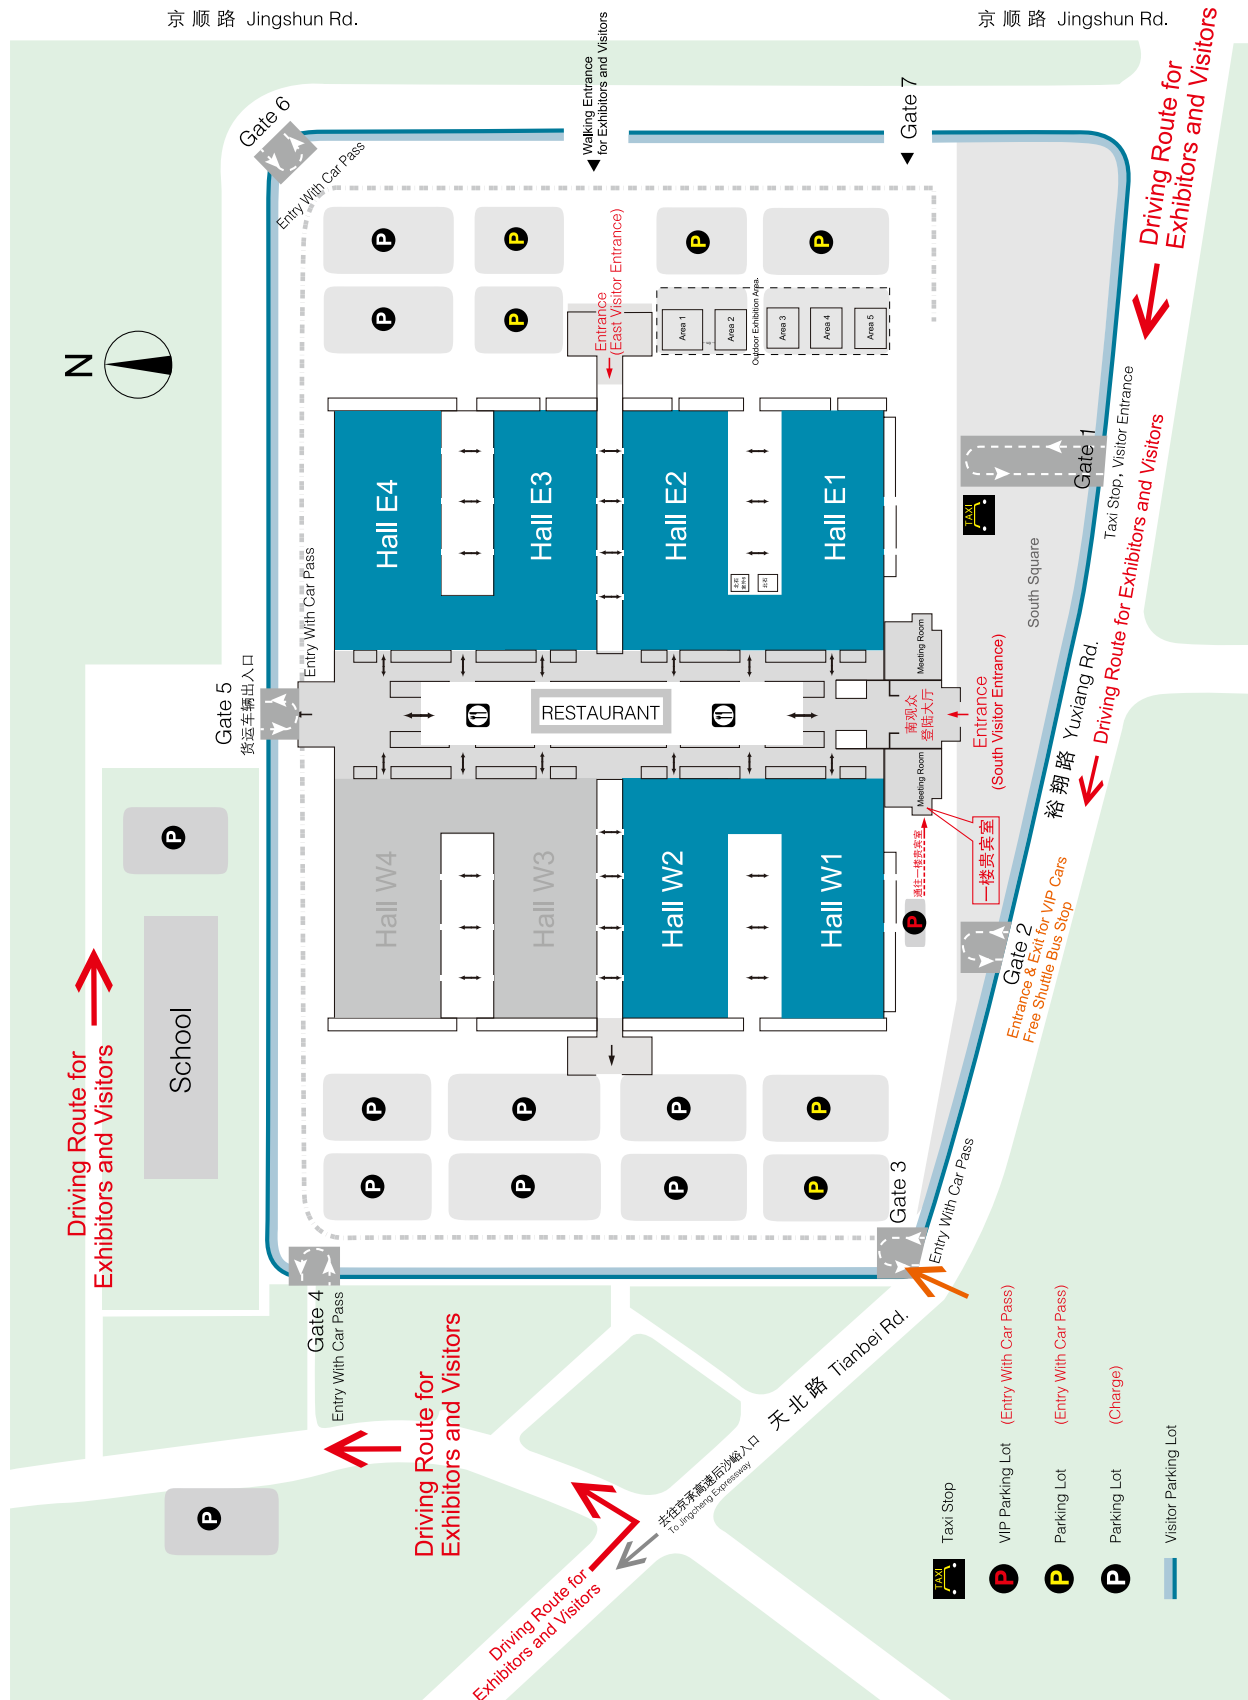 京 顺 路 Jingshun Rd.
京 顺 路 Jingshun Rd.
Driving Route for
Exhibitors and Visitors
Gate 6
Entry With Car Pass
Walking Entrance
for Exhibitors and Visitors
Gate 7
N
Entrance
(East Visitor Entrance)
Outdoor Exhibition Area
Area 1
Area 2
Area 3
Area 4
Area 5
P
P
P
P
P
P
Hall E4
Hall E3
Hall E2
Hall E1
Gate 1
Taxi Stop, Visitor Entrance
TAXI
South Square
Driving Route for Exhibitors and Visitors
裕 翔 路 Yuxiang Rd.
Entry With Car Pass
Gate 5
货运车辆出入口
RESTAURANT
Meeting Room
南观众
登陆大厅
Meeting Room
Entrance
(South Visitor Entrance)
一楼贵宾室
通往一楼贵宾室
P
Hall W4
Hall W3
Hall W2
Hall W1
Gate 2
Entrance & Exit for VIP Cars
Free Shuttle Bus Stop
P
School
Driving Route for
Exhibitors and Visitors
P
P
P
P
P
P
P
P
Gate 3
Entry With Car Pass
Gate 4
Entry With Car Pass
Driving Route for
Exhibitors and Visitors
P
天 北 路 Tianbei Rd.
去往京承高速后沙峪入口
To Jingcheng Expressway
Driving Route for
Exhibitors and Visitors
TAXI Taxi Stop
P VIP Parking Lot (Entry With Car Pass)
P Parking Lot (Entry With Car Pass)
P Parking Lot (Charge)
Visitor Parking Lot